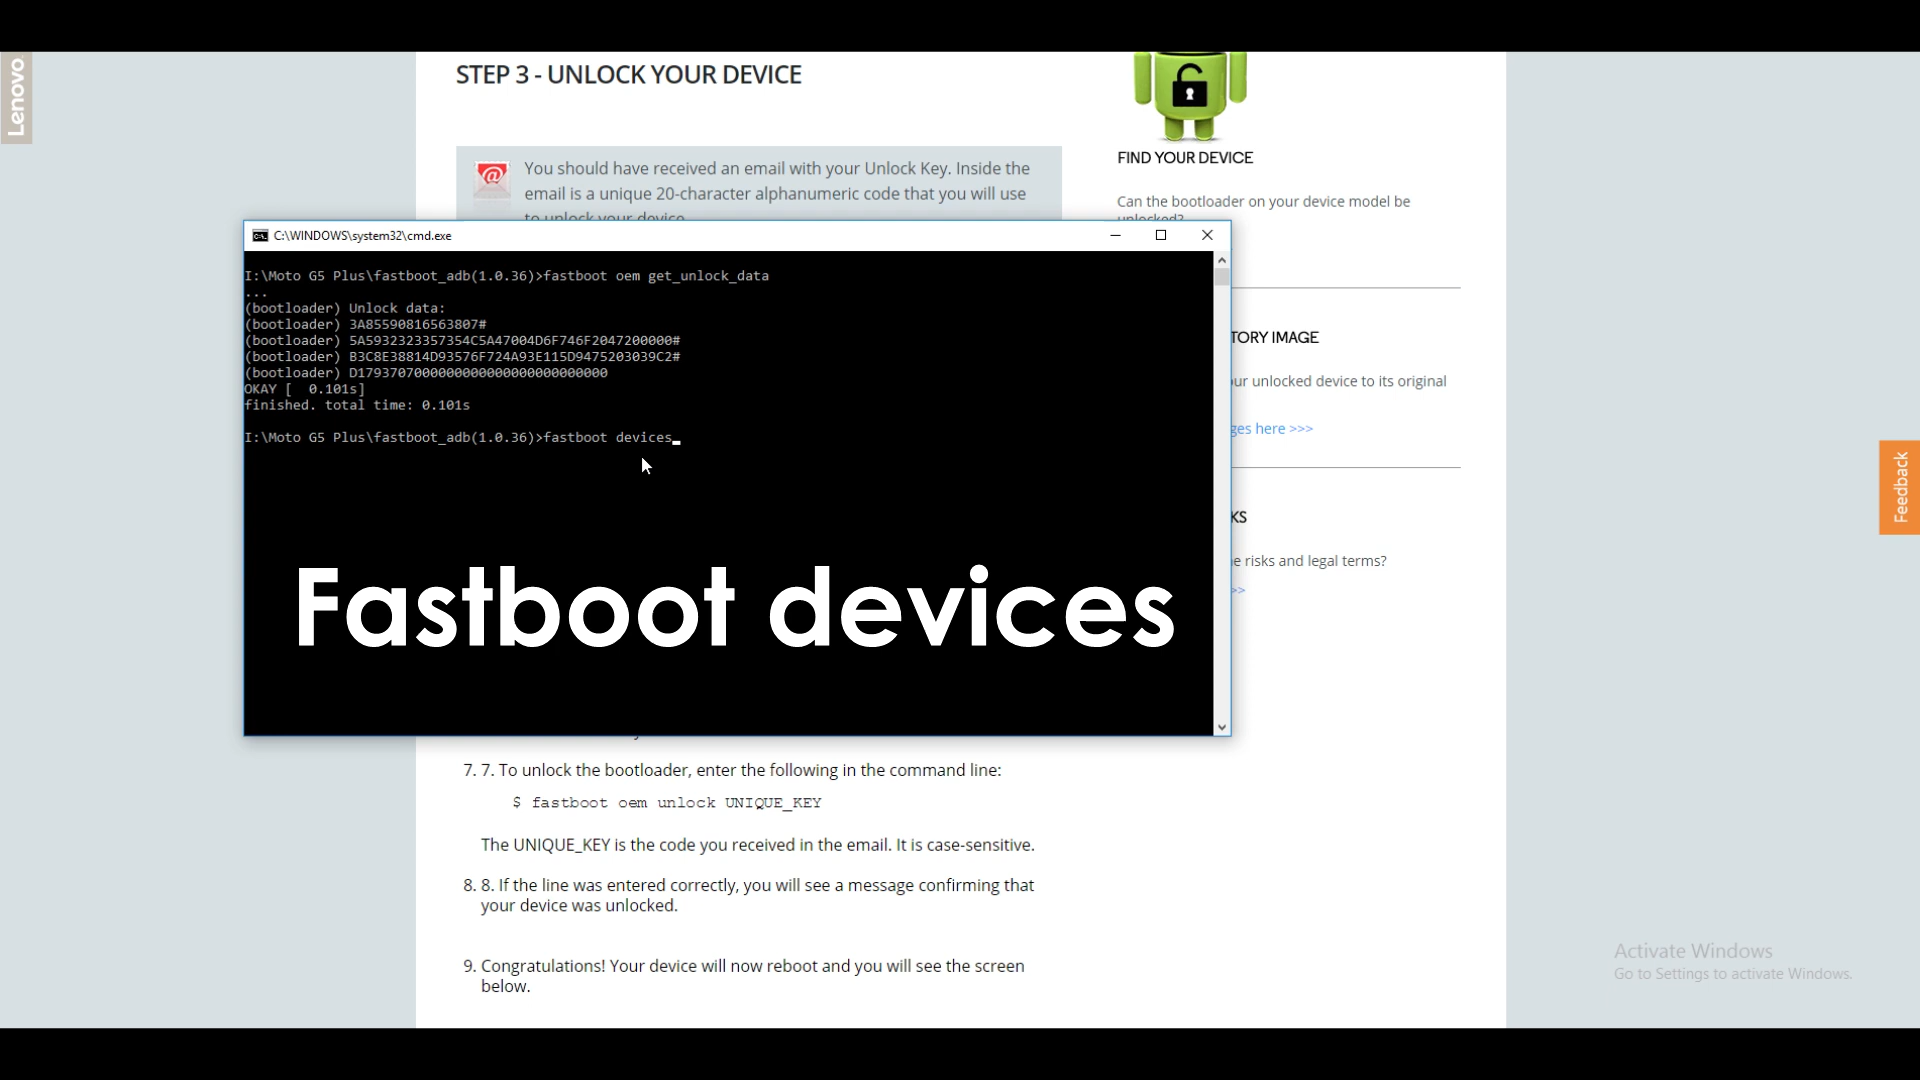 Lenovo
STEP 3 - UNLOCK YOUR DEVICE
You should have received an email with your Unlock Key. Inside the
email is a unique 20-character alphanumeric code that you will use
to unlock your device.
FIND YOUR DEVICE
Can the bootloader on your device model be
unlocked?
C:\WINDOWS\system32\cmd.exe
I:\Moto G5 Plus\fastboot_adb(1.0.36)>fastboot oem get_unlock_data
...
(bootloader) Unlock data:
(bootloader) 3A85590816563807#
(bootloader) 5A5932323357354C5A47004D6F746F2047200000#
(bootloader) B3C8E38814D93576F724A93E115D9475203039C2#
(bootloader) D1793707000000000000000000000000
OKAY [  0.101s]
finished. total time: 0.101s
I:\Moto G5 Plus\fastboot_adb(1.0.36)>fastboot devices_
Fastboot devices
TORY IMAGE
ur unlocked device to its original
ges here >>>
KS
e risks and legal terms?
>>
Feedback
7. 7. To unlock the bootloader, enter the following in the command line:
$ fastboot oem unlock UNIQUE_KEY
The UNIQUE_KEY is the code you received in the email. It is case-sensitive.
8. 8. If the line was entered correctly, you will see a message confirming that
your device was unlocked.
9. Congratulations! Your device will now reboot and you will see the screen
below.
Activate Windows
Go to Settings to activate Windows.